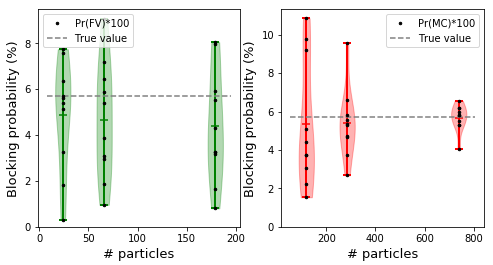 Pr(FV)*100
True value
Blocking probability (%)
8
6
4
2
0
0
50
100
150
200
# particles
Pr(MC)*100
True value
Blocking probability (%)
10
8
6
4
2
0
200
400
600
800
# particles